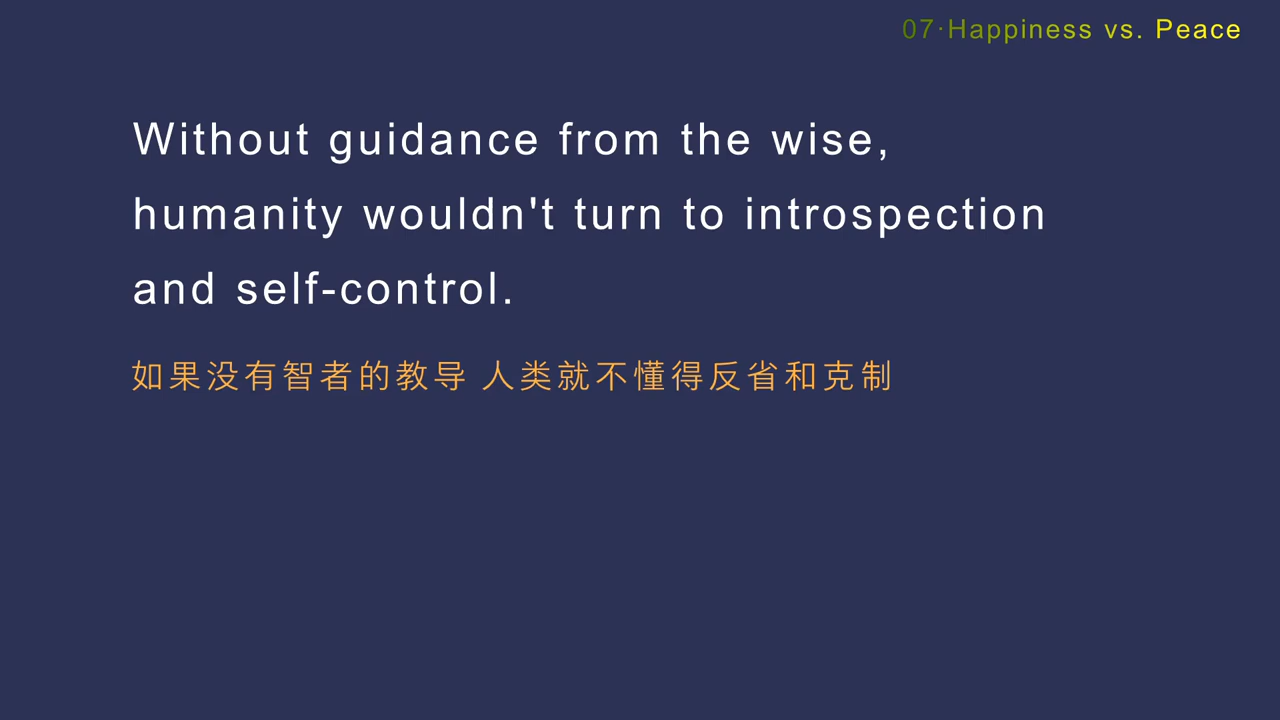 07·Happiness vs. Peace
Without guidance from the wise,
humanity wouldn't turn to introspection
and self-control.
如果没有智者的教导 人类就不懂得反省和克制